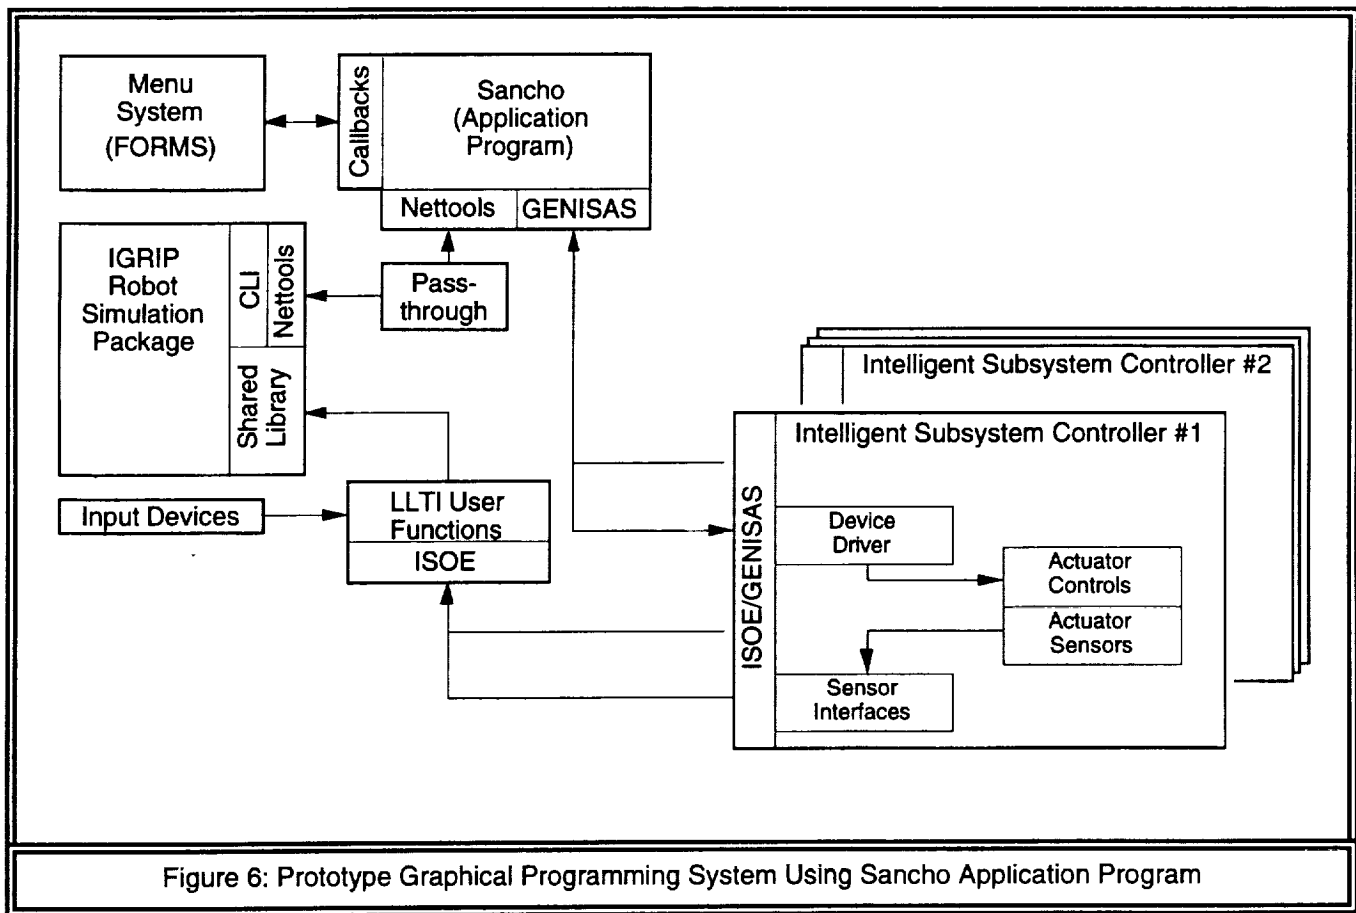 Menu
System
(FORMS)
Callbacks
Sancho
(Application
Program)
Nettools
GENISAS
IGRIP
Robot
Simulation
Package
CLI
Nettools
Shared
Library
Pass-
through
Input Devices
LLTI User
Functions
ISOE
Intelligent Subsystem Controller #2
Intelligent Subsystem Controller #1
ISOE/GENISAS
Device
Driver
Actuator
Controls
Actuator
Sensors
Sensor
Interfaces
Figure 6: Prototype Graphical Programming System Using Sancho Application Program